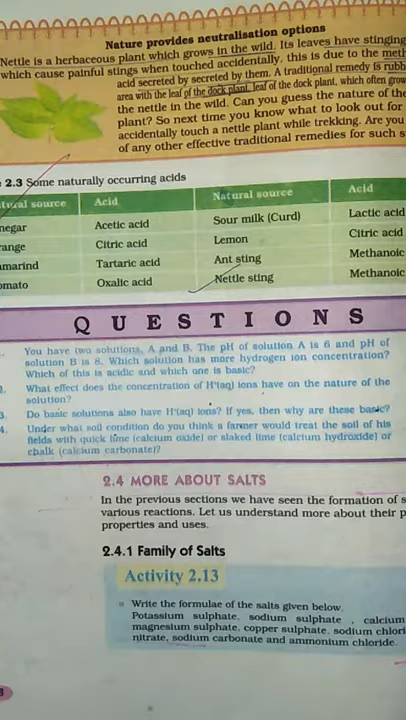 Nature provides neutralisation options
Nettle is a herbaceous plant which grows in the wild. Its leaves have stinging
which cause painful stings when touched accidentally, this is due to the
acid secreted by secreted by them. A traditional remedy is
area with the leaf pf the dock plant, leaf of the dock plant, which often
the nettle in the wild. Can you guess the nature of the
plant? So next time you know what to look out for
accidentally touch a nettle plant while trekking. Are you
of any other effective traditional remedies for such
2.3 Some naturally occurring acids
source Acid Natural source Acid
Acetic acid Sour milk (Curd) Lactic acid
Citric acid Lemon Citric acid
Tartaric acid Ant sting Methanoic
Oxalic acid Nettle sting Methanoic
QUESTIONS
You have two solutions, A and B. The pH of solution A is 6 and pH of
solution B is 8. Which solution has more hydrogen ion concentration?
Which of this is acidic and which one is basic?
What effect does the concentration of H⁺(aq) ions have on the nature of the
solution?
Do basic solutions also have H⁺(aq) ions? If yes, then why are these basic?
4. Under what soil condition do you think a farmer would treat the soil of his
fields with quick lime (calcium oxide) or slaked lime (calcium hydroxide) or
chalk (calcium carbonate)?
2.4 MORE ABOUT SALTS
In the previous sections we have seen the formation of
various reactions. Let us understand more about their
properties and uses.
2.4.1 Family of Salts
Activity 2.13
Write the formulae of the salts given below.
Potassium sulphate, sodium sulphate , calcium
magnesium sulphate, copper sulphate, sodium
nitrate, sodium carbonate and ammonium chloride.